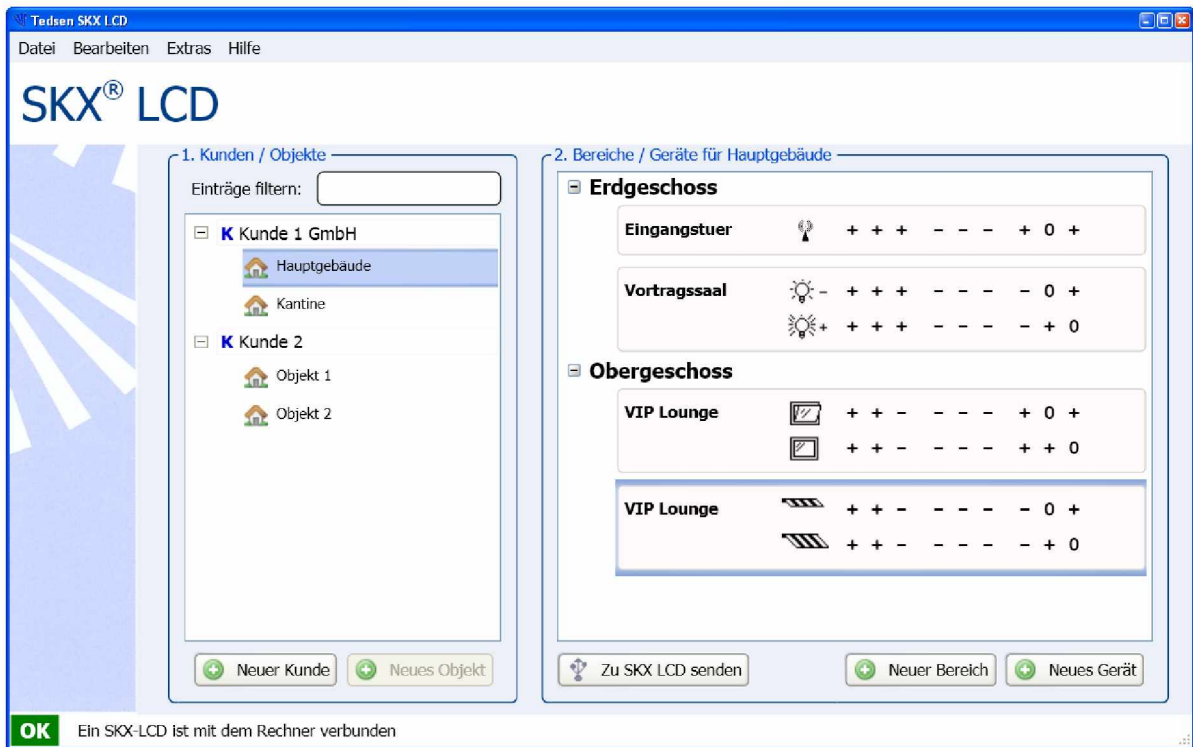 Tedsen SKX LCD
Datei Bearbeiten Extras Hilfe
SKX® LCD
1. Kunden / Objekte
Einträge filtern:
K Kunde 1 GmbH
Hauptgebäude
Kantine
K Kunde 2
Objekt 1
Objekt 2
Neuer Kunde
Neues Objekt
2. Bereiche / Geräte für Hauptgebäude
Erdgeschoss
Eingangstuer + + + - - - + 0 +
Vortragssaal - + + + - - - - 0 +
+ + + + - - - - + 0
Obergeschoss
VIP Lounge + + - - - - + 0 +
+ + - - - - + + 0
VIP Lounge + + - - - - - 0 +
+ + - - - - - + 0
Zu SKX LCD senden
Neuer Bereich
Neues Gerät
OK Ein SKX-LCD ist mit dem Rechner verbunden